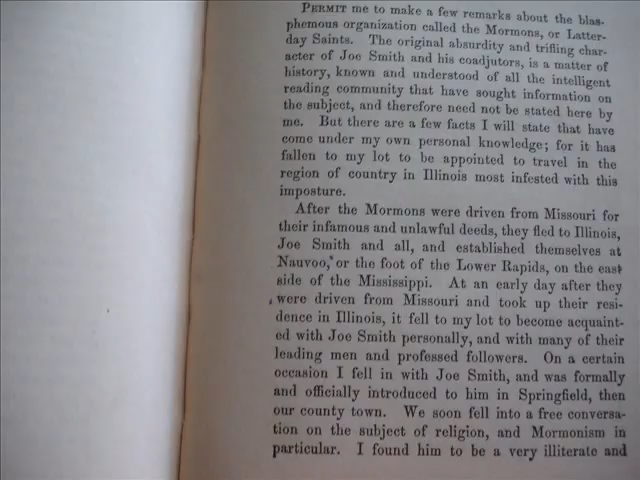 PERMIT me to make a few remarks about the blas-
phemous organization called the Mormons, or Latter-
day Saints. The original absurdity and trifling char-
acter of Joe Smith and his coadjutors, is a matter of
history, known and understood of all the intelligent
reading community that have sought information on
the subject, and therefore need not be stated here by
me. But there are a few facts I will state that have
come under my own personal knowledge; for it has
fallen to my lot to be appointed to travel in the
region of country in Illinois most infested with this
imposture.
After the Mormons were driven from Missouri for
their infamous and unlawful deeds, they fled to Illinois,
Joe Smith and all, and established themselves at
Nauvoo, or the foot of the Lower Rapids, on the east
side of the Mississippi. At an early day after they
were driven from Missouri and took up their resi-
dence in Illinois, it fell to my lot to become acquaint-
ed with Joe Smith personally, and with many of their
leading men and professed followers. On a certain
occasion I fell in with Joe Smith, and was formally
and officially introduced to him in Springfield, then
our county town. We soon fell into a free conversa-
tion on the subject of religion, and Mormonism in
particular. I found him to be a very illiterate and